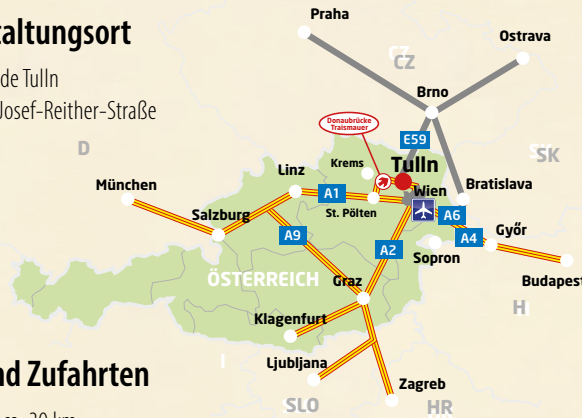 taltungsort
de Tulln
Josef-Reither-Straße
Praha
Ostrava
CZ
Brno
Donaubrücke
Traismauer
E59
D
SK
Krems
Tulln
Linz
München
A1
Wien
Bratislava
St. Pölten
Salzburg
A6
A9
A2
A4
Győr
Sopron
ÖSTERREICH
Graz
Budapest
H
Klagenfurt
I
Ljubljana
nd Zufahrten
Zagreb
SLO
HR